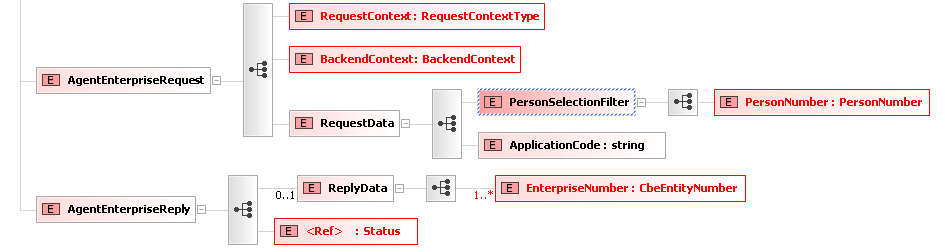 E RequestContext : RequestContextType
E BackendContext: BackendContext
E AgentEnterpriseRequest
E PersonSelectionFilter
E PersonNumber : PersonNumber
E RequestData
E ApplicationCode : string
E ReplyData
0..1
1..*
E EnterpriseNumber : CbeEntityNumber
E AgentEnterpriseReply
E <Ref> : Status